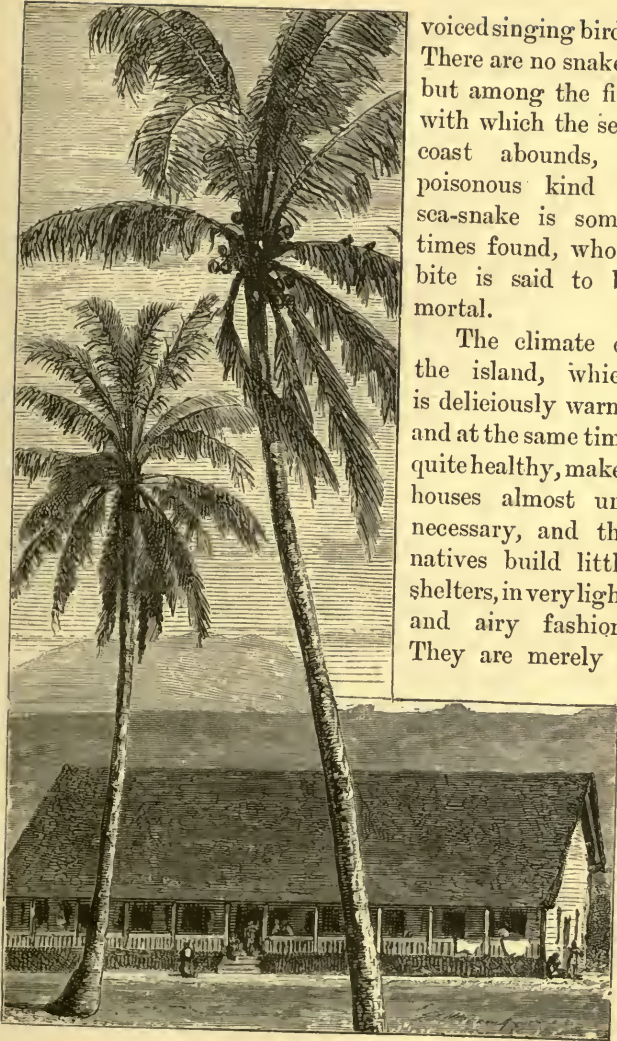 voiced singing bird
There are no snake
but among the fi
with which the se
coast abounds,
poisonous kind
sea-snake is som
times found, who
bite is said to b
mortal.
The climate o
the island, whic
is deliciously warm
and at the same tim
quite healthy, make
houses almost un
necessary, and th
natives build littl
shelters, in very ligh
and airy fashion
They are merely